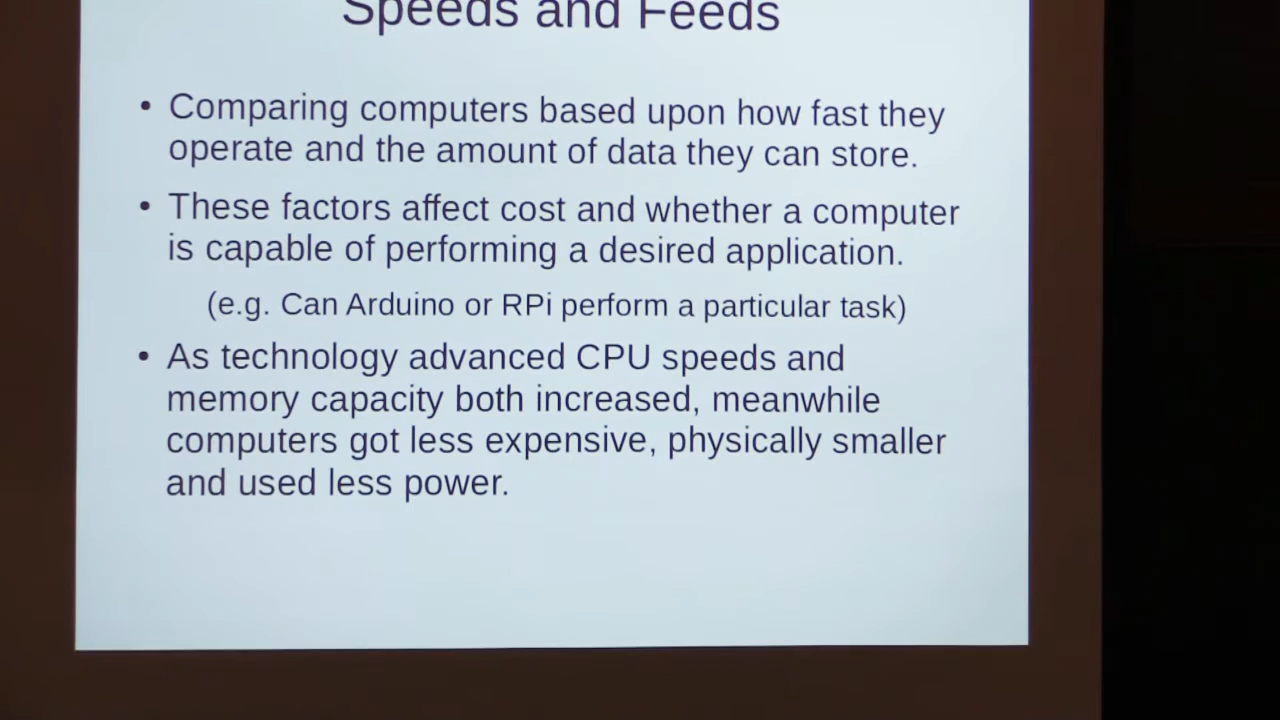 Speeds and Feeds
• Comparing computers based upon how fast they
operate and the amount of data they can store.
• These factors affect cost and whether a computer
is capable of performing a desired application.
(e.g. Can Arduino or RPi perform a particular task)
• As technology advanced CPU speeds and
memory capacity both increased, meanwhile
computers got less expensive, physically smaller
and used less power.